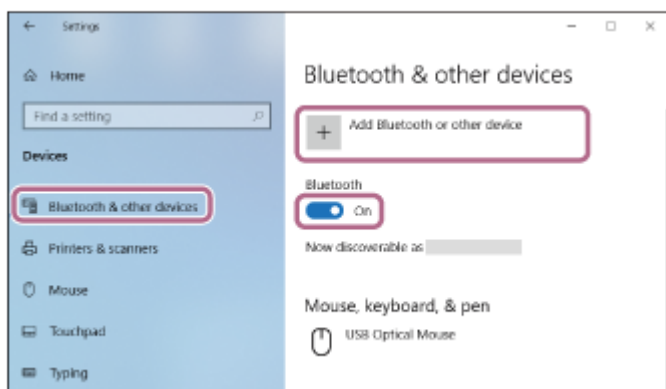 Settings
Home
Find a setting
Devices
Bluetooth & other devices
Printers & scanners
Mouse
Touchpad
Typing
Bluetooth & other devices
Add Bluetooth or other device
Bluetooth
On
Now discoverable as
Mouse, keyboard, & pen
USB Optical Mouse